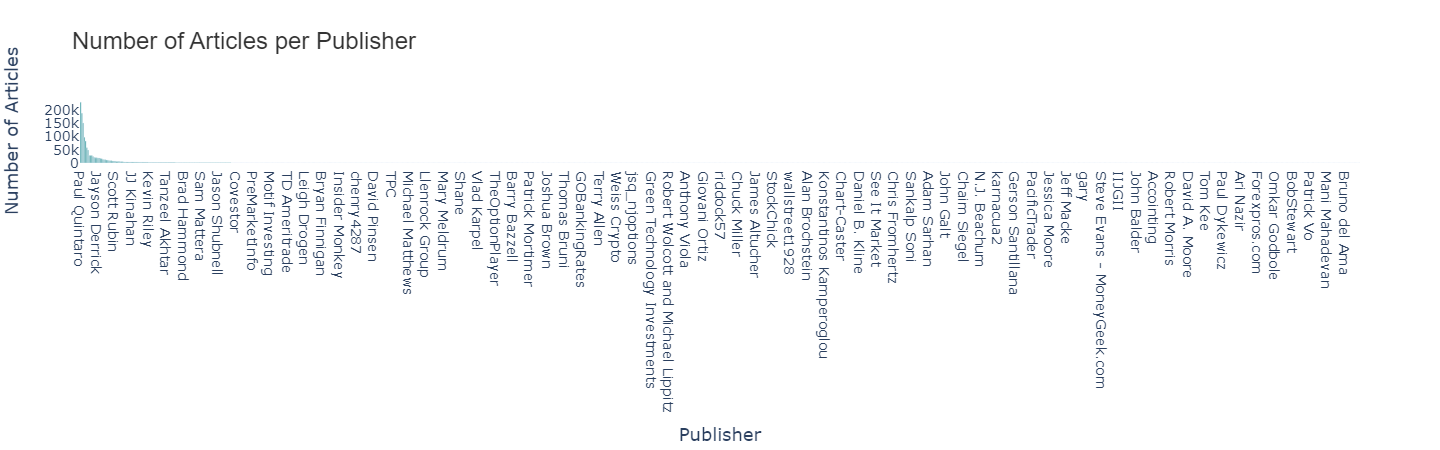 Number of Articles per Publisher
Number of Articles
200k
150k
100k
50k
0
Paul Quintaro
Jayson Derrick
Scott Rubin
JJ Kinahan
Kevin Riley
Tanzeel Akhtar
Brad Hammond
Sam Mattera
Jason Shubnell
Covestor
PreMarketInfo
Motif Investing
TD Ameritrade
Leigh Drogen
Bryan Finnigan
Insider Monkey
cherry4287
David Pinsen
TPC
Michael Matthews
Llenrock Group
Mary Meldrum
Shane
Vlad Karpel
TheOptionPlayer
Barry Bazzell
Patrick Mortimer
Joshua Brown
Thomas Bruni
GOBankingRates
Terry Allen
Weiss Crypto
jsq_njoptions
Green Technology Investments
Robert Wolcott and Michael Lippitz
Anthony Viola
Giovani Ortiz
riddock57
Chuck Miller
James Altucher
StockChick
wallstreet1928
Alan Brochstein
Konstantinos Kamperoglou
Chart-Caster
Daniel B. Kline
See It Market
Chris Fromhertz
Sankalp Soni
Adam Sarhan
John Galt
Chaim Siegel
N.J. Beachum
karmacua2
Gerson Santillana
PacificTrader
Jessica Moore
Jeff Macke
gary
Steve Evans - MoneyGeek.com
IIJGII
John Balder
Accointing
Robert Morris
David A. Moore
Tom Kee
Paul Dykewicz
Ari Nazir
Forexpros.com
Omkar Godbole
BobStewart
Patrick Vo
Mani Mahadevan
Bruno del Ama
Publisher